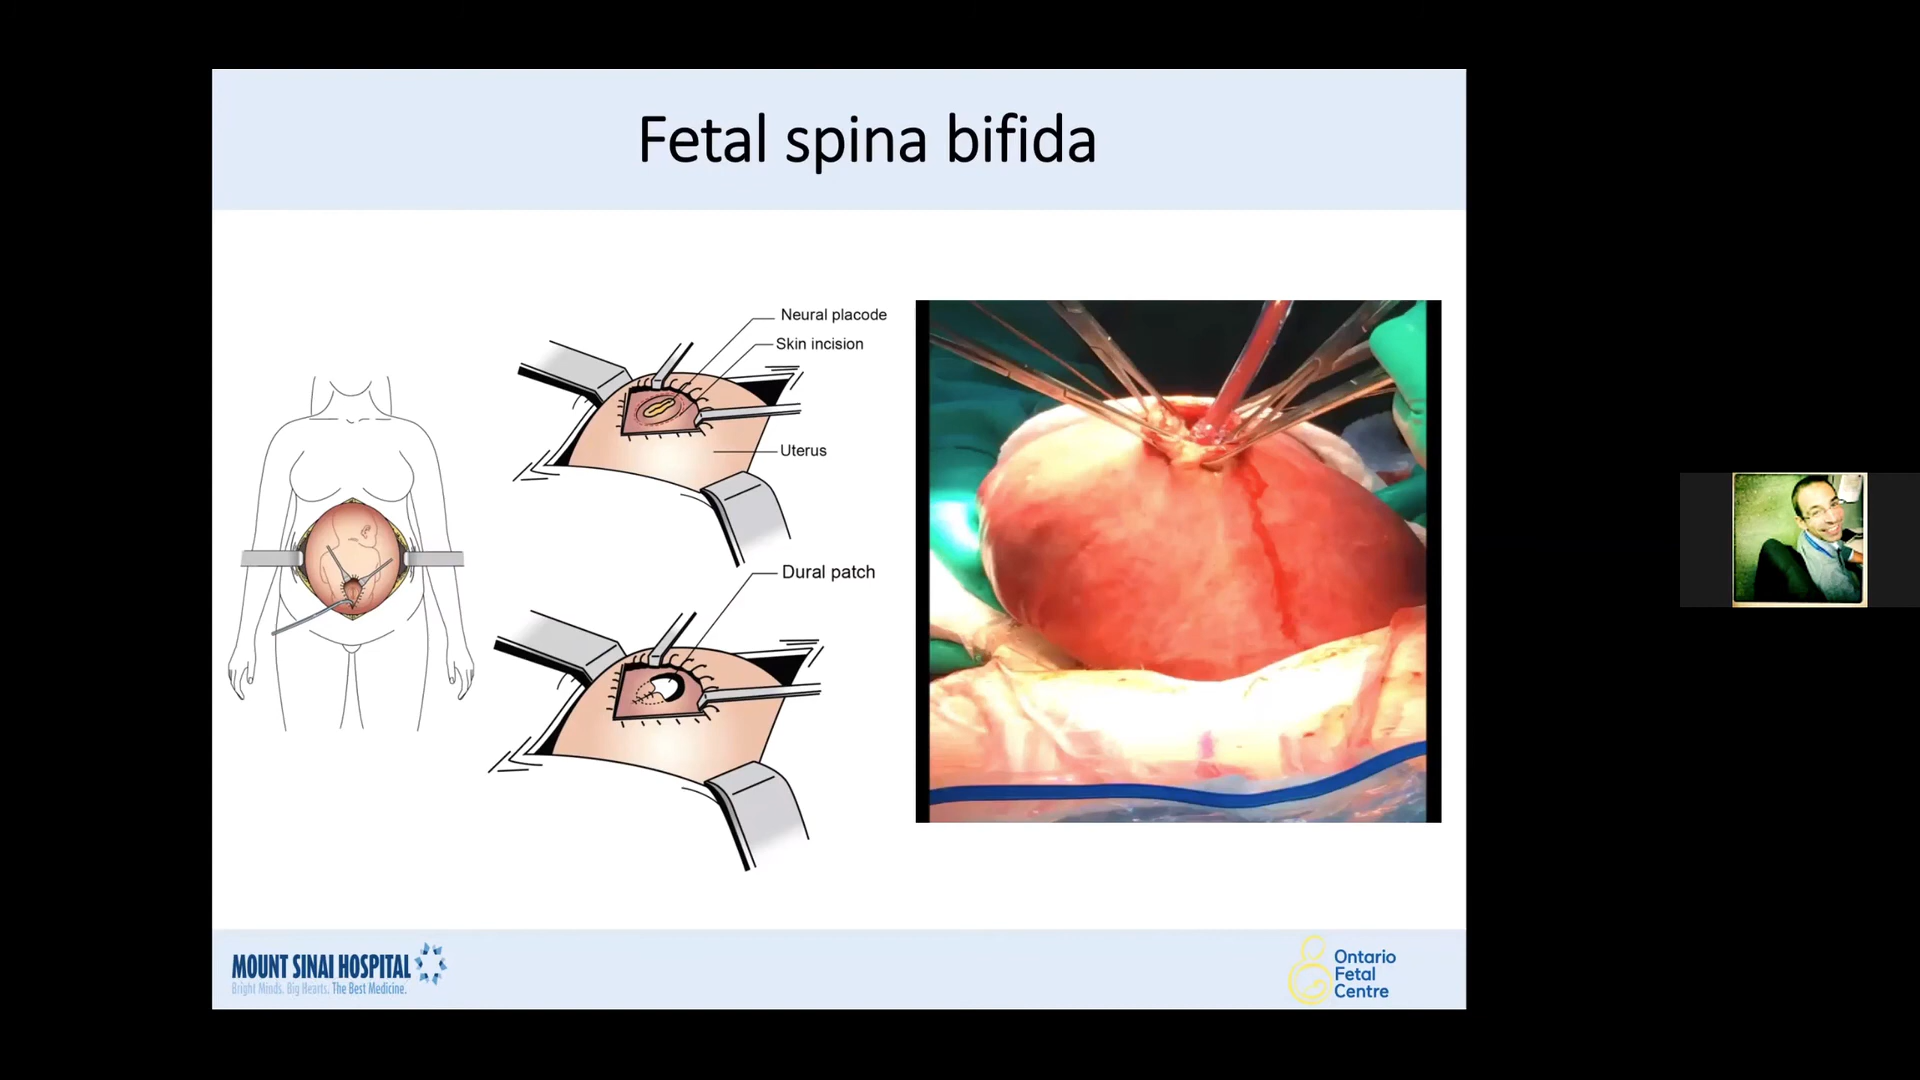 Fetal spina bifida
Neural placode
Skin incision
Uterus
Dural patch
MOUNT SINAI HOSPITAL
Bright Minds. Big Hearts. The Best Medicine.
Ontario
Fetal
Centre